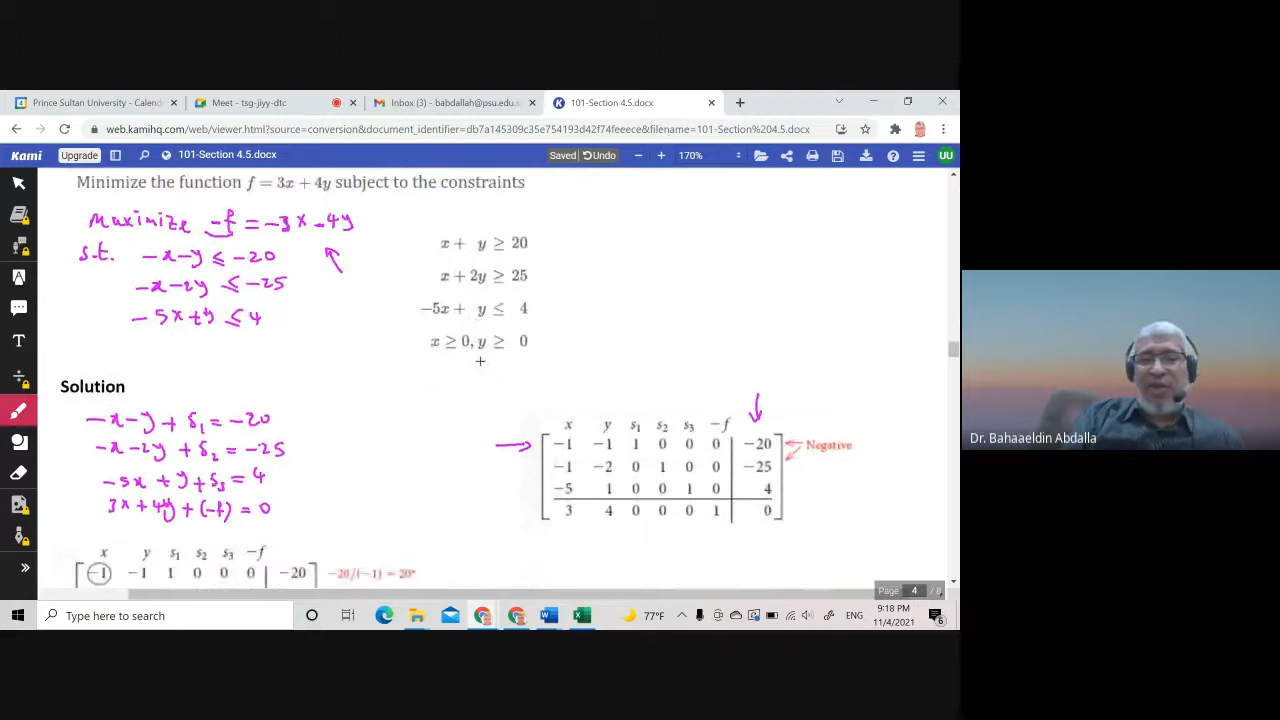 Prince Sultan University - Calend
Meet - tsg-jiyy-dtc
Inbox (3) - babdallah@psu.edu.s
101-Section 4.5.docx
web.kamihq.com/web/viewer.html?source=conversion&document_identifier=db7a145309c35e754193d42f74feeece&filename=101-Section%204.5.docx
Kami
Upgrade
101-Section 4.5.docx
Saved
Undo
170%
UU
Minimize the function f = 3x + 4y subject to the constraints
Maximize -f = -3x -4y
s.t. -x-y ≤ -20
-x-2y ≤ -25
-5x+y ≤ 4
x + y ≥ 20
x + 2y ≥ 25
−5x + y ≤ 4
x ≥ 0, y ≥ 0
Solution
-x-y + s₁ = -20
-x-2y + s₂ = -25
-5x + y + s₃ = 4
3x + 4y + (-f) = 0
x y s₁ s₂ s₃ −f
−1 −1 1 0 0 0 −20
Negative
−1 −2 0 1 0 0 −25
−5 1 0 0 1 0 4
3 4 0 0 0 1 0
x y s₁ s₂ s₃ −f
−1 −1 1 0 0 0 −20 −20/(−1) = 20*
Page 4 / 8
Dr. Bahaaeldin Abdalla
Type here to search
77°F
ENG
9:18 PM
11/4/2021
6